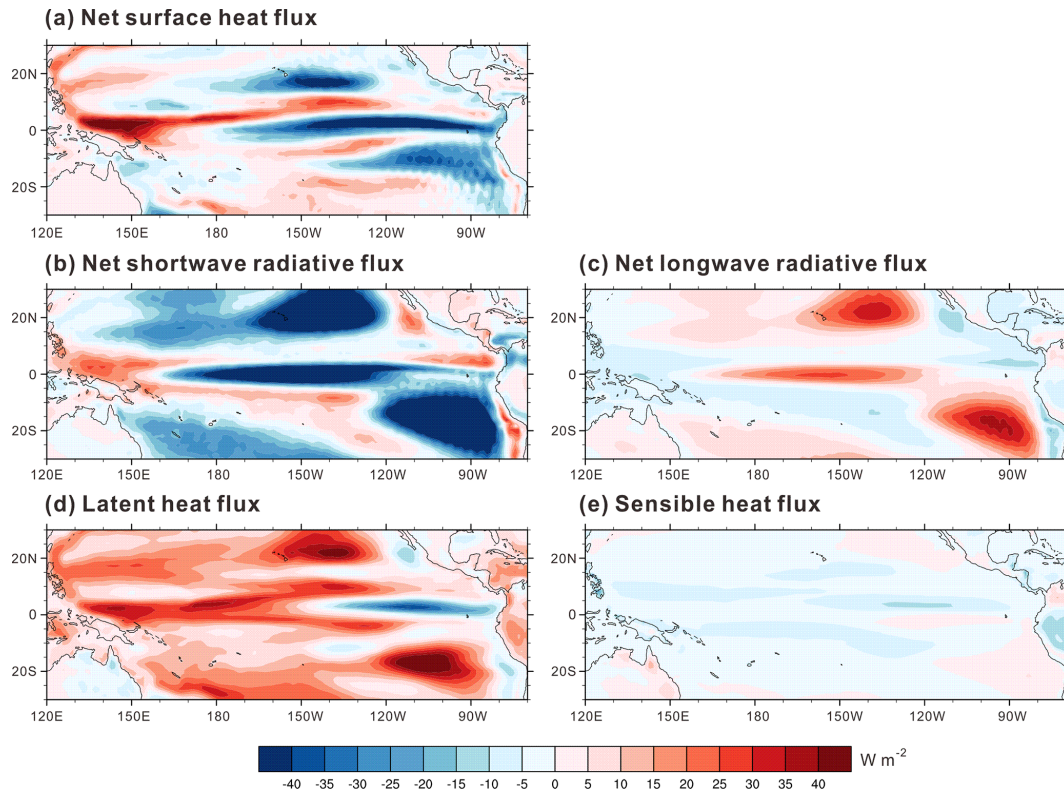 (a) Net surface heat flux
20N
0
20S
120E 150E 180 150W 120W 90W
(b) Net shortwave radiative flux
20N
0
20S
120E 150E 180 150W 120W 90W
(c) Net longwave radiative flux
20N
0
20S
120E 150E 180 150W 120W 90W
(d) Latent heat flux
20N
0
20S
120E 150E 180 150W 120W 90W
(e) Sensible heat flux
20N
0
20S
120E 150E 180 150W 120W 90W
W m⁻²
-40 -35 -30 -25 -20 -15 -10 -5 0 5 10 15 20 25 30 35 40